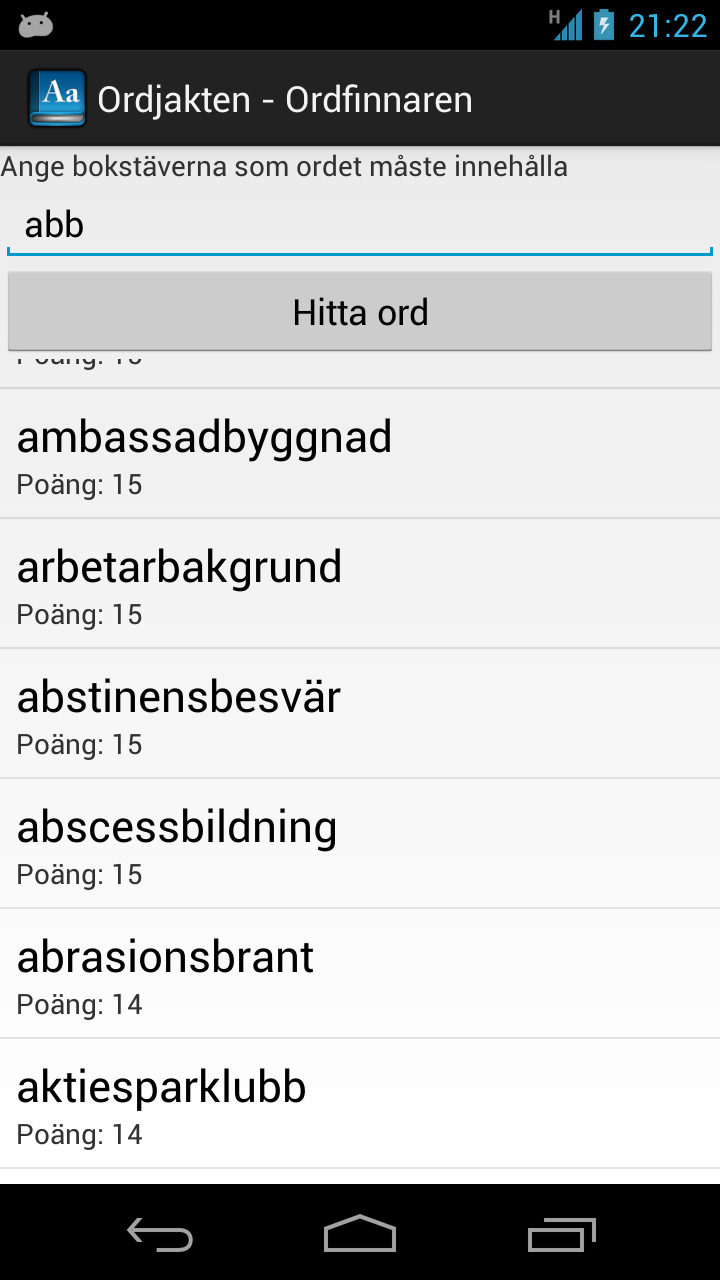 H 21:22
Aa Ordjakten - Ordfinnaren
Ange bokstäverna som ordet måste innehålla
abb
Hitta ord
ambassadbyggnad
Poäng: 15
arbetarbakgrund
Poäng: 15
abstinensbesvär
Poäng: 15
abscessbildning
Poäng: 15
abrasionsbrant
Poäng: 14
aktiesparklubb
Poäng: 14